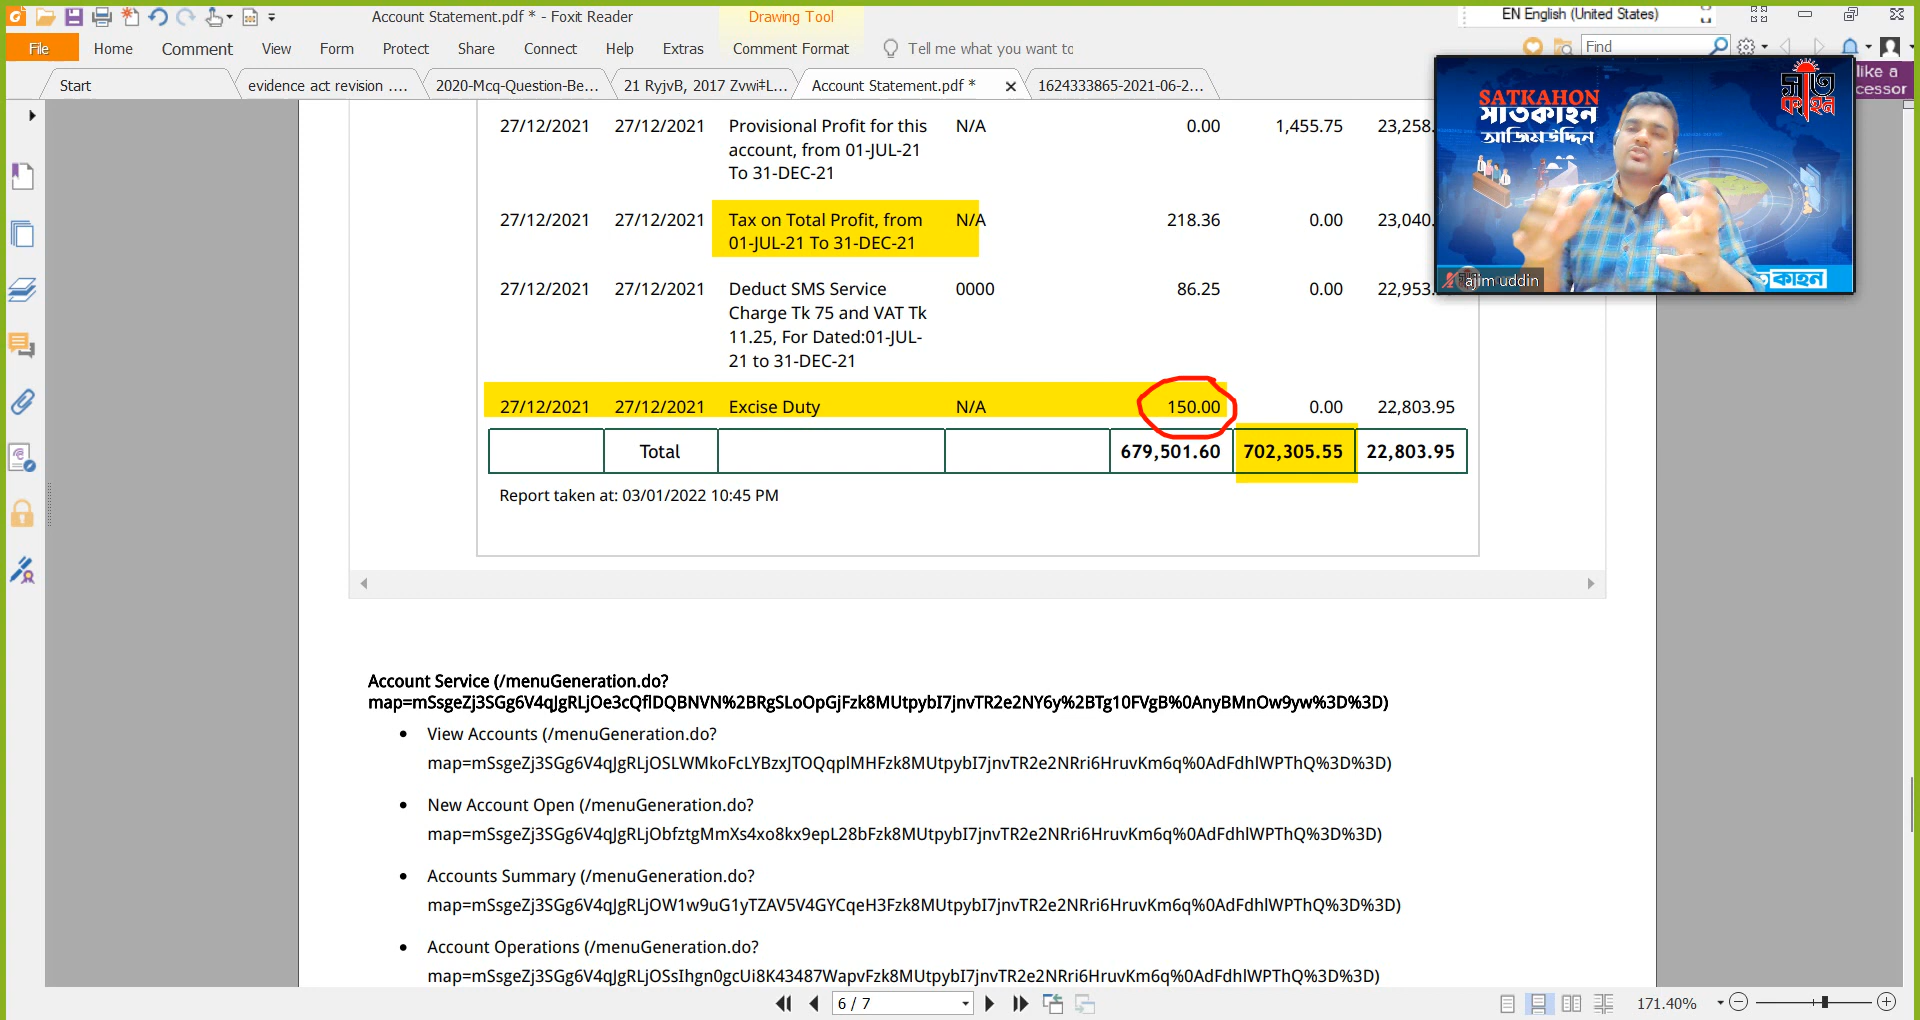 Account Statement.pdf * - Foxit Reader
Drawing Tool
EN English (United States)
File Home Comment View Form Protect Share Connect Help Extras Comment Format Tell me what you want to Find
Start evidence act revision .... 2020-Mcq-Question-Be... 21 RyjvB, 2017 Zvwi‡L... Account Statement.pdf * 1624333865-2021-06-2...
like a
cessor
SATKAHON
সাতকাহন
আজিম উদ্দিন
সাত
কাহন
কাহন
ajim uddin
27/12/2021 27/12/2021 Provisional Profit for this N/A 0.00 1,455.75 23,258.
account, from 01-JUL-21
To 31-DEC-21
27/12/2021 27/12/2021 Tax on Total Profit, from N/A 218.36 0.00 23,040.
01-JUL-21 To 31-DEC-21
27/12/2021 27/12/2021 Deduct SMS Service 0000 86.25 0.00 22,953.
Charge Tk 75 and VAT Tk
11.25, For Dated:01-JUL-
21 to 31-DEC-21
27/12/2021 27/12/2021 Excise Duty N/A 150.00 0.00 22,803.95
Total 679,501.60 702,305.55 22,803.95
Report taken at: 03/01/2022 10:45 PM
Account Service (/menuGeneration.do?
map=mSsgeZj3SGg6V4qJgRLjOe3cQflDQBNVN%2BRgSLoOpGjFzk8MUtpybI7jnvTR2e2NY6y%2BTg10FVgB%0AnyBMnOw9yw%3D%3D)
• View Accounts (/menuGeneration.do?
map=mSsgeZj3SGg6V4qJgRLjOSLWMkoFcLYBzxJTOQqplMHFzk8MUtpybI7jnvTR2e2NRri6HruvKm6q%0AdFdhlWPThQ%3D%3D)
• New Account Open (/menuGeneration.do?
map=mSsgeZj3SGg6V4qJgRLjObfztgMmXs4xo8kx9epL28bFzk8MUtpybI7jnvTR2e2NRri6HruvKm6q%0AdFdhlWPThQ%3D%3D)
• Accounts Summary (/menuGeneration.do?
map=mSsgeZj3SGg6V4qJgRLjOW1w9uG1yTZAV5V4GYCqeH3Fzk8MUtpybI7jnvTR2e2NRri6HruvKm6q%0AdFdhlWPThQ%3D%3D)
• Account Operations (/menuGeneration.do?
map=mSsgeZj3SGg6V4qJgRLjOSsIhgn0gcUi8K43487WapvFzk8MUtpybI7jnvTR2e2NRri6HruvKm6q%0AdFdhlWPThQ%3D%3D)
6 / 7
171.40%